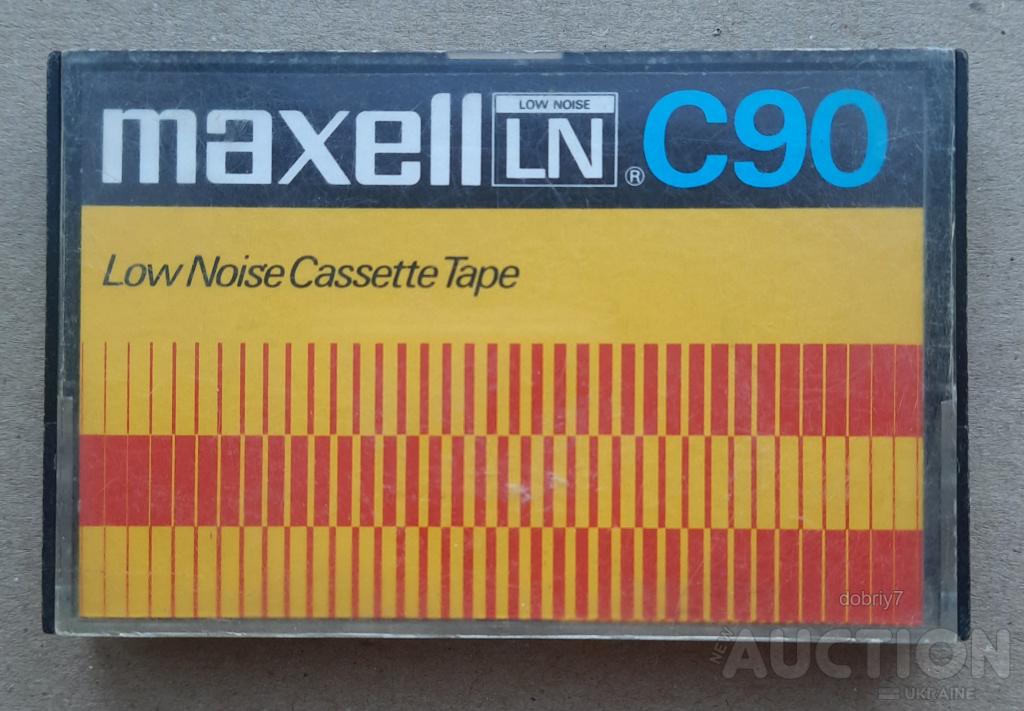 maxell LOW NOISE LN ® C90
Low Noise Cassette Tape
dobriy7
NEW AUCTION
UKRAINE